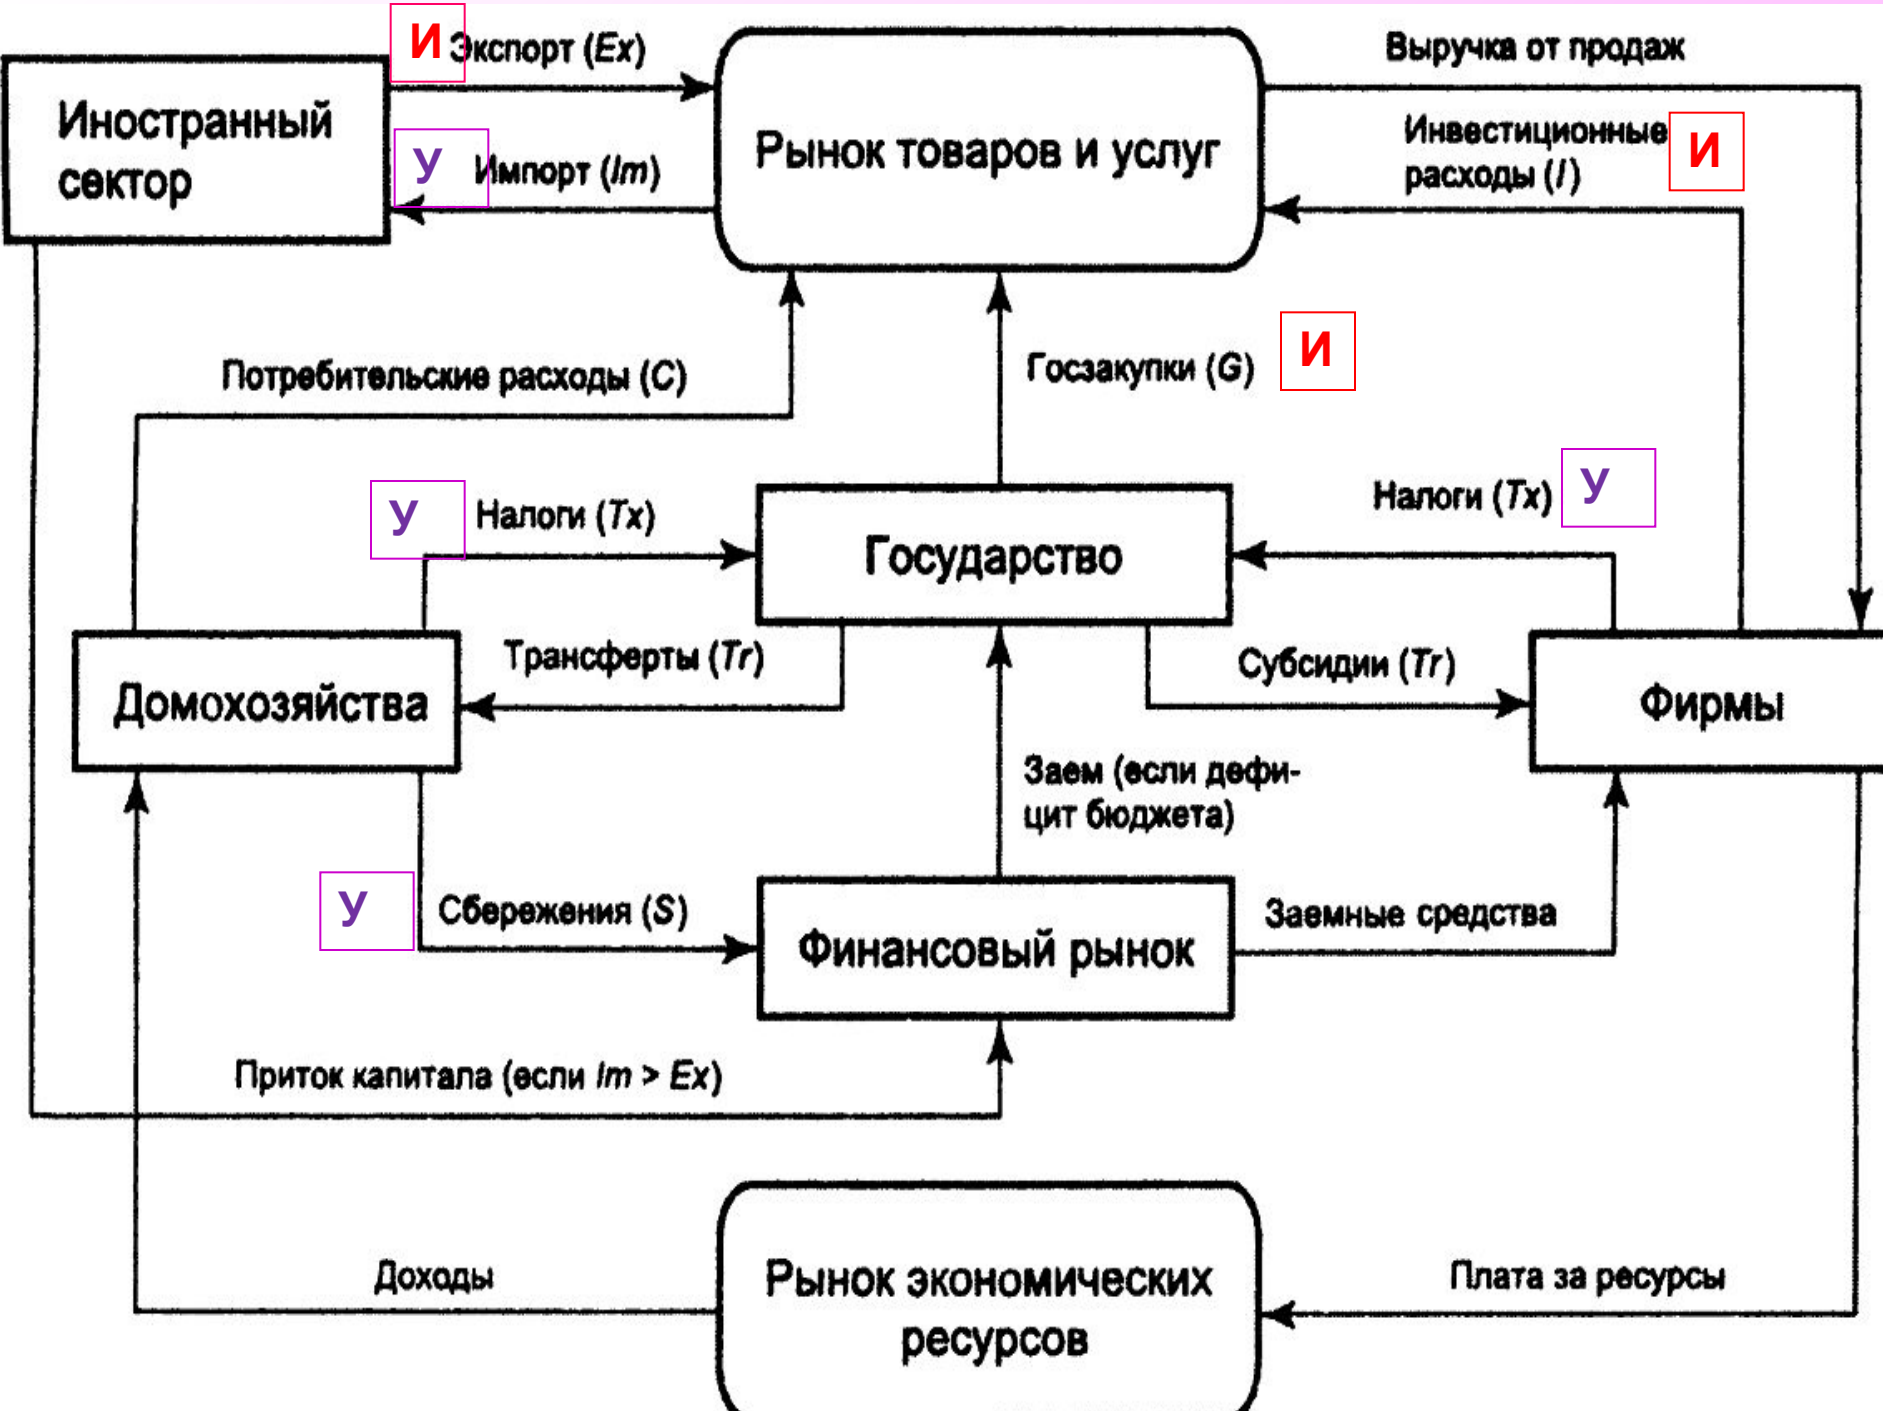 И Экспорт (Ex)
Выручка от продаж
Иностранный
сектор
Рынок товаров и услуг
Инвестиционные И
расходы (I)
У Импорт (Im)
Потребительские расходы (C)
Госзакупки (G) И
У Налоги (Tx)
Налоги (Tx) У
Государство
Трансферты (Tr)
Субсидии (Tr)
Домохозяйства
Фирмы
Заем (если дефи-
цит бюджета)
У Сбережения (S)
Финансовый рынок
Заемные средства
Приток капитала (если Im > Ex)
Доходы
Рынок экономических
ресурсов
Плата за ресурсы